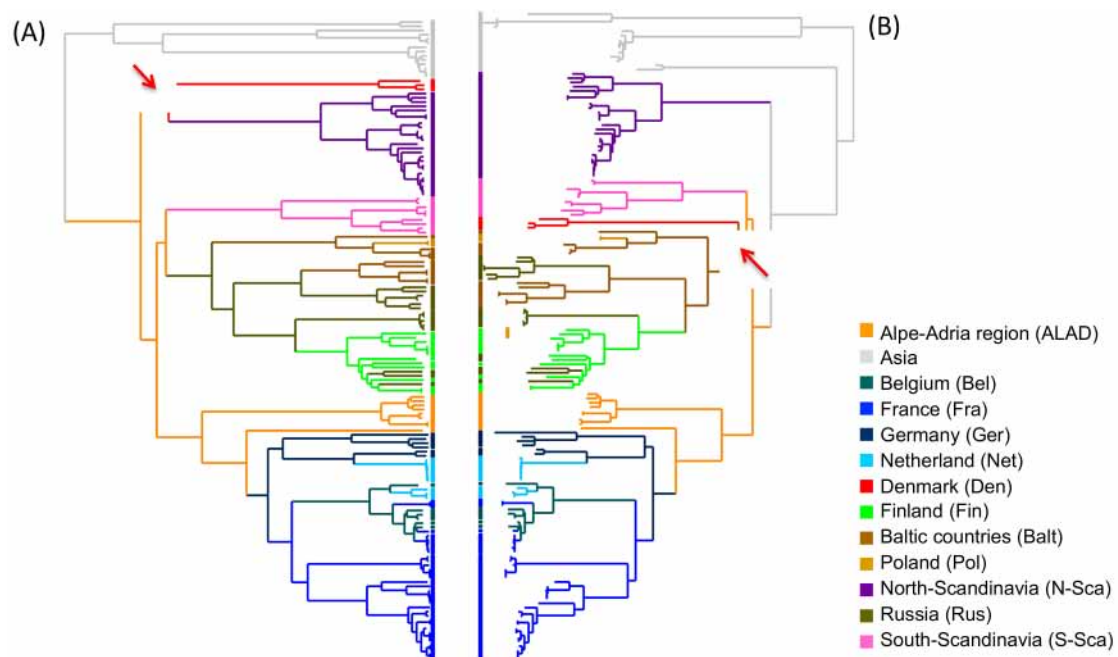 (A)
(B)
Alpe-Adria region (ALAD)
Asia
Belgium (Bel)
France (Fra)
Germany (Ger)
Netherland (Net)
Denmark (Den)
Finland (Fin)
Baltic countries (Balt)
Poland (Pol)
North-Scandinavia (N-Sca)
Russia (Rus)
South-Scandinavia (S-Sca)